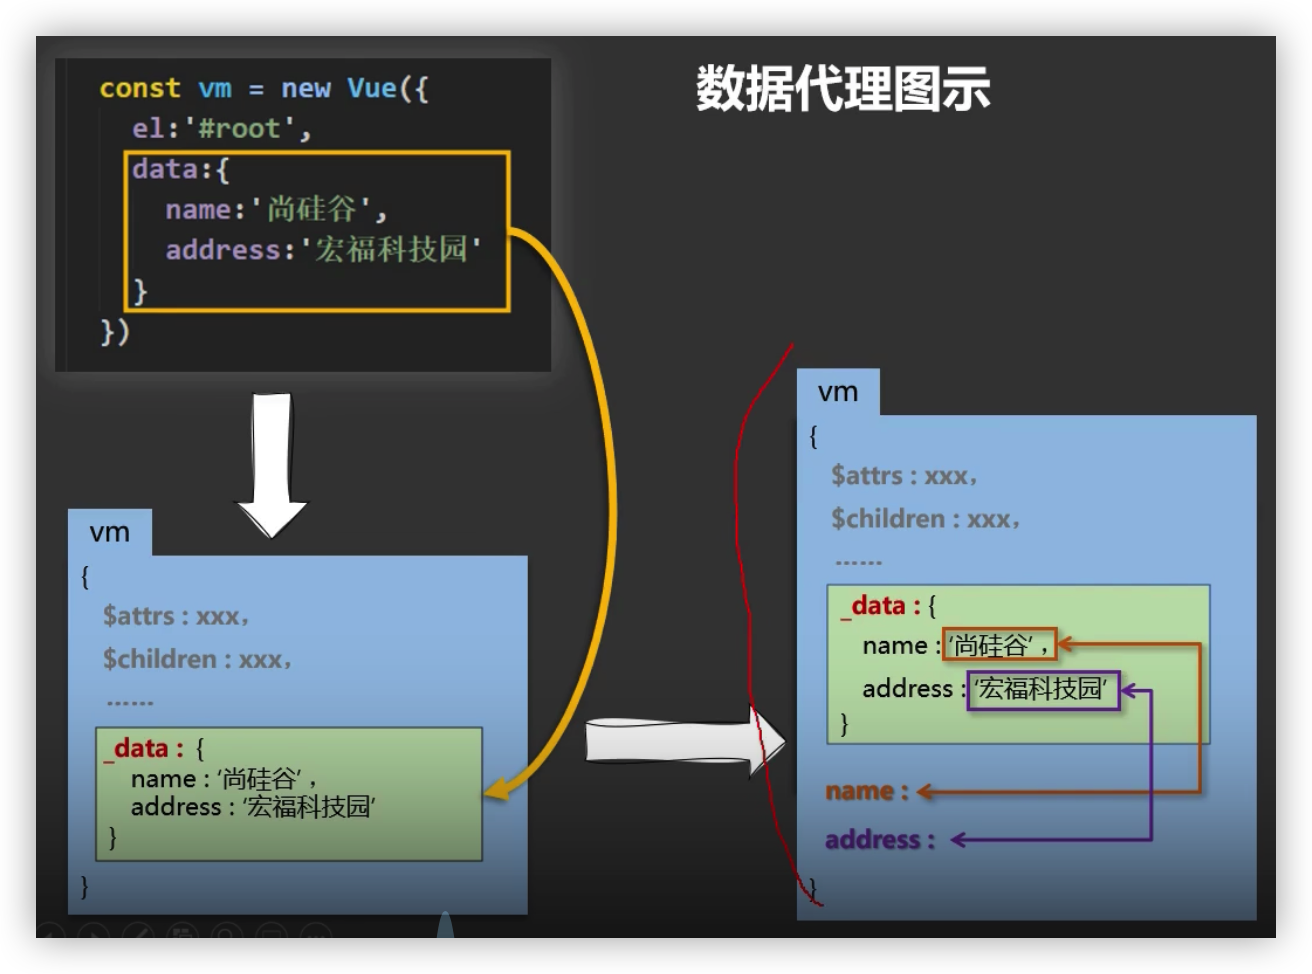 数据代理图示
const vm = new Vue({
el:'#root',
data:{
name:'尚硅谷',
address:'宏福科技园'
}
})
vm
{
$attrs : xxx，
$children : xxx，
······
_data : {
name : ‘尚硅谷’，
address : ‘宏福科技园’
}
}
vm
{
$attrs : xxx，
$children : xxx，
······
_data : {
name : ‘尚硅谷’，
address : ‘宏福科技园’
}
name :
address :
}